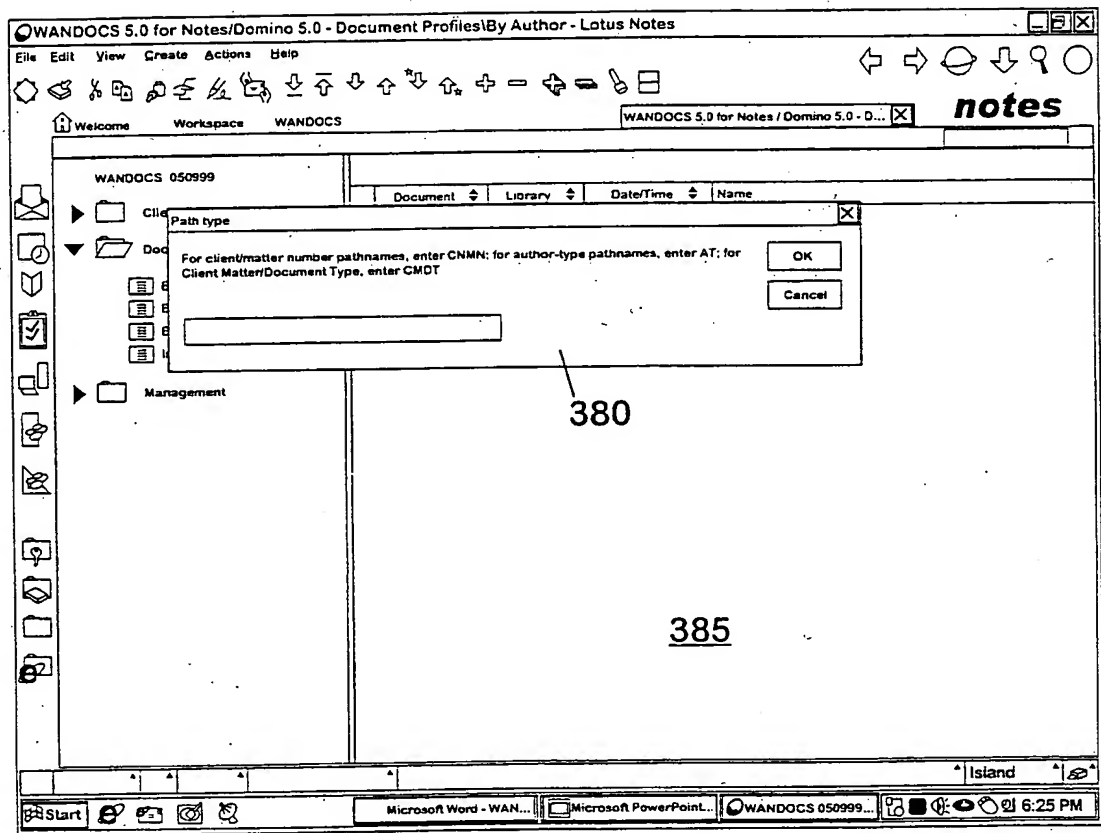 WANDOCS 5.0 for Notes/Domino 5.0 - Document Profiles\By Author - Lotus Notes
File Edit View Create Actions Help
notes
Welcome Workspace WANDOCS WANDOCS 5.0 for Notes / Domino 5.0 - D...
WANDOCS 050999
Document Library Date/Time Name
Clie
Path type
Doc
For client/matter number pathnames, enter CNMN; for author-type pathnames, enter AT; for
Client Matter/Document Type, enter CMDT
OK
Cancel
Management
380
385
Island
Start Microsoft Word - WAN... Microsoft PowerPoint... WANDOCS 050999... 6:25 PM